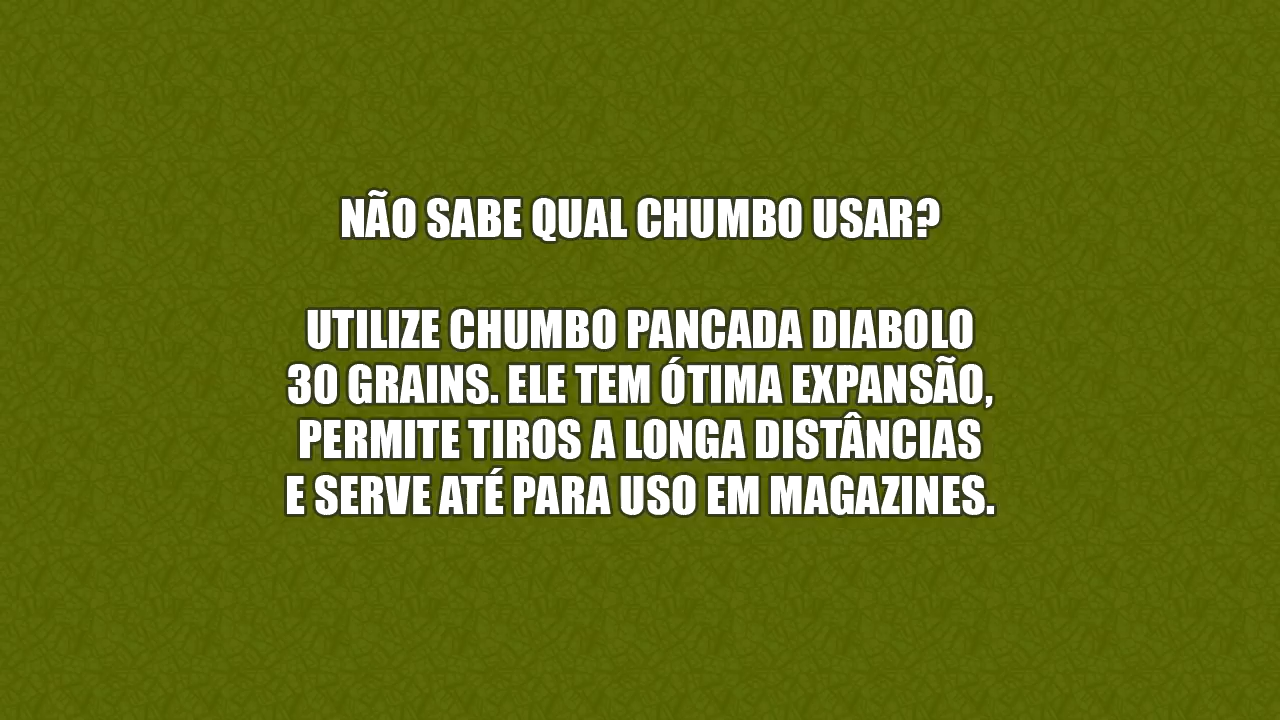 NÃO SABE QUAL CHUMBO USAR?
UTILIZE CHUMBO PANCADA DIABOLO
30 GRAINS. ELE TEM ÓTIMA EXPANSÃO,
PERMITE TIROS A LONGA DISTÂNCIAS
E SERVE ATÉ PARA USO EM MAGAZINES.